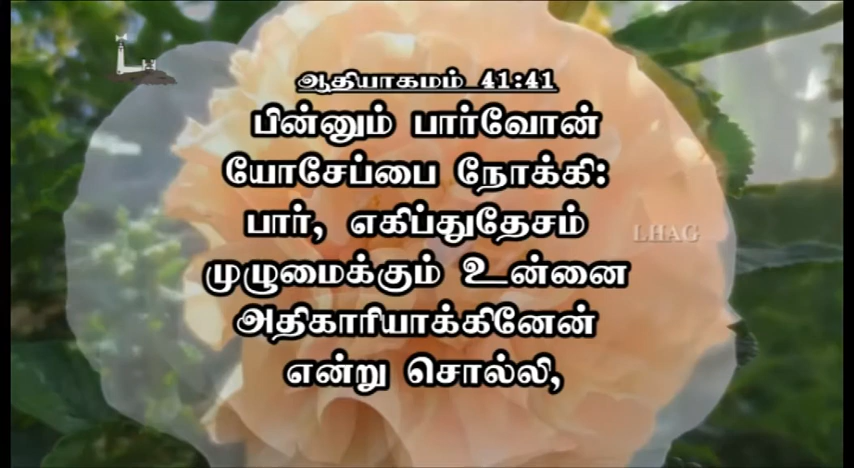 ஆதியாகமம் 41:41
பின்னும் பார்வோன்
யோசேப்பை நோக்கி:
பார், எகிப்துதேசம்
LHAG
முழுமைக்கும் உன்னை
அதிகாரியாக்கினேன்
என்று சொல்லி,